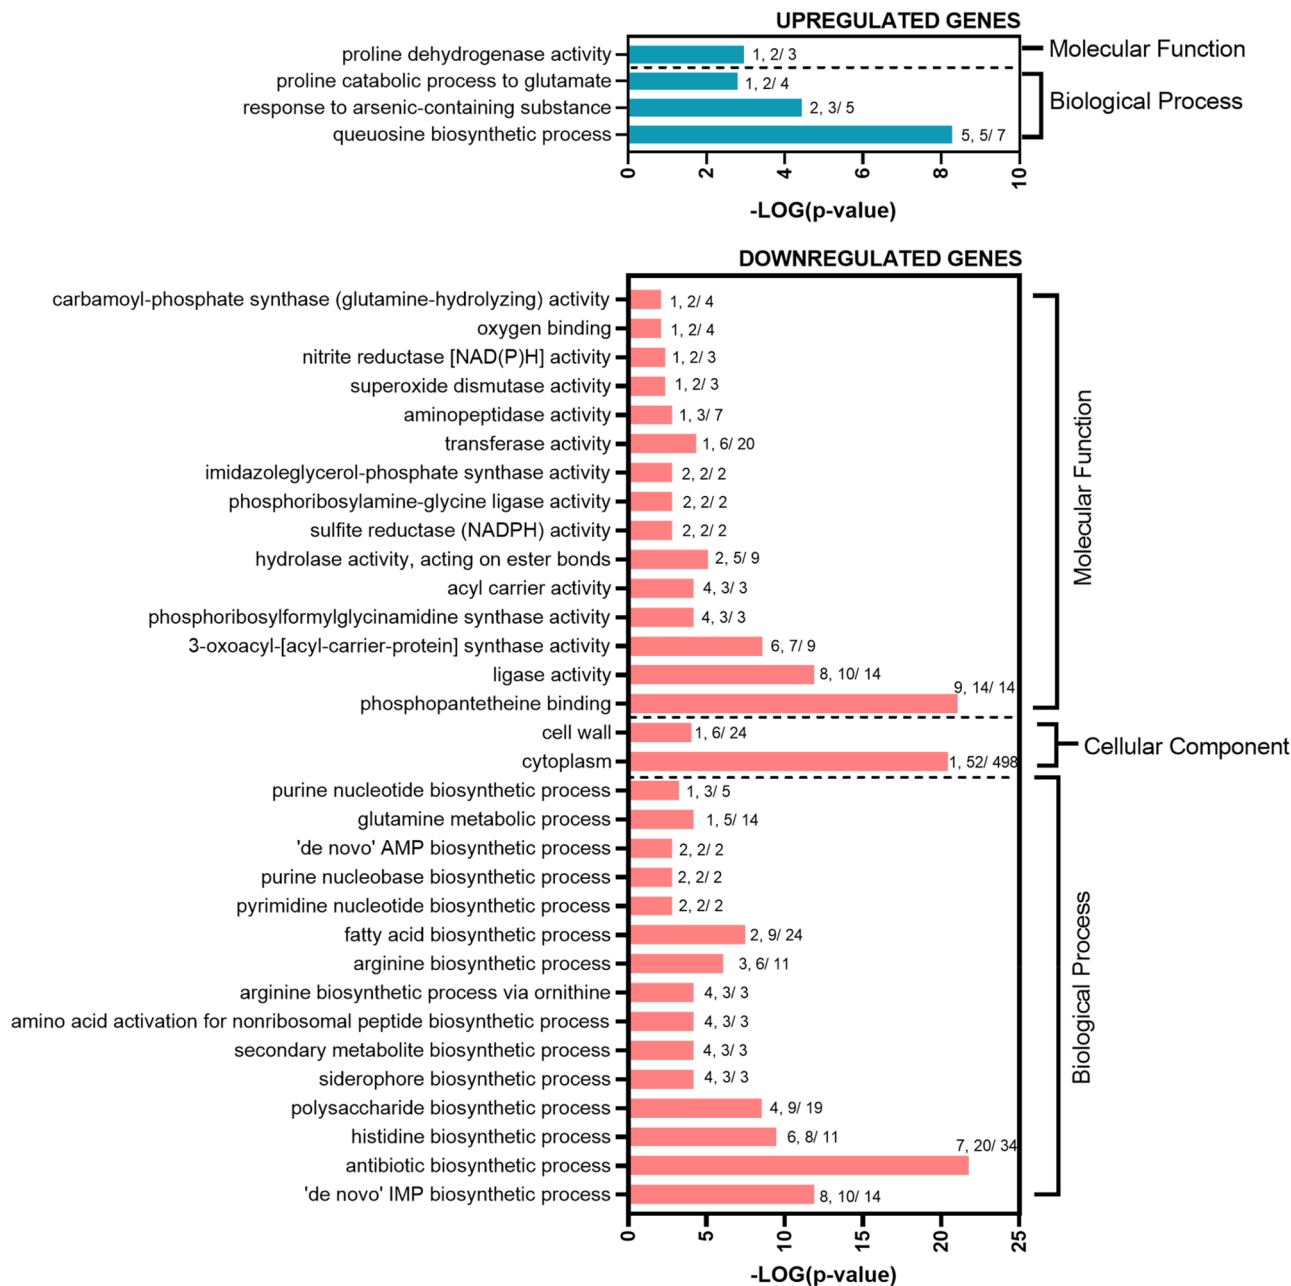 UPREGULATED GENES
proline dehydrogenase activity 1, 2/ 3 Molecular Function
proline catabolic process to glutamate 1, 2/ 4
response to arsenic-containing substance 2, 3/ 5 Biological Process
queuosine biosynthetic process 5, 5/ 7
0 2 4 6 8 10
-LOG(p-value)
DOWNREGULATED GENES
carbamoyl-phosphate synthase (glutamine-hydrolyzing) activity 1, 2/ 4
oxygen binding 1, 2/ 4
nitrite reductase [NAD(P)H] activity 1, 2/ 3
superoxide dismutase activity 1, 2/ 3
aminopeptidase activity 1, 3/ 7
transferase activity 1, 6/ 20
imidazoleglycerol-phosphate synthase activity 2, 2/ 2
phosphoribosylamine-glycine ligase activity 2, 2/ 2
sulfite reductase (NADPH) activity 2, 2/ 2
hydrolase activity, acting on ester bonds 2, 5/ 9
acyl carrier activity 4, 3/ 3
phosphoribosylformylglycinamidine synthase activity 4, 3/ 3
3-oxoacyl-[acyl-carrier-protein] synthase activity 6, 7/ 9
ligase activity 8, 10/ 14
phosphopantetheine binding 9, 14/ 14
Molecular Function
cell wall 1, 6/ 24
cytoplasm 1, 52/ 498
Cellular Component
purine nucleotide biosynthetic process 1, 3/ 5
glutamine metabolic process 1, 5/ 14
'de novo' AMP biosynthetic process 2, 2/ 2
purine nucleobase biosynthetic process 2, 2/ 2
pyrimidine nucleotide biosynthetic process 2, 2/ 2
fatty acid biosynthetic process 2, 9/ 24
arginine biosynthetic process 3, 6/ 11
arginine biosynthetic process via ornithine 4, 3/ 3
amino acid activation for nonribosomal peptide biosynthetic process 4, 3/ 3
secondary metabolite biosynthetic process 4, 3/ 3
siderophore biosynthetic process 4, 3/ 3
polysaccharide biosynthetic process 4, 9/ 19
histidine biosynthetic process 6, 8/ 11
antibiotic biosynthetic process 7, 20/ 34
'de novo' IMP biosynthetic process 8, 10/ 14
Biological Process
0 5 10 15 20 25
-LOG(p-value)